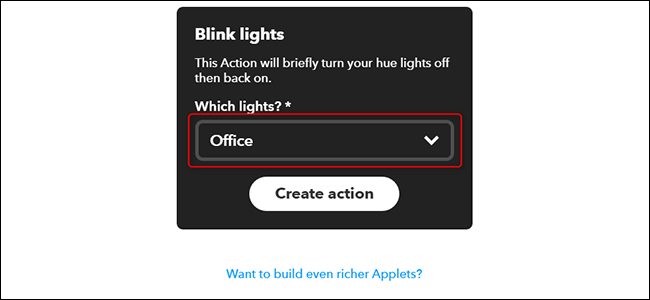 Blink lights
This Action will briefly turn your hue lights off
then back on.
Which lights? *
Office
Create action
Want to build even richer Applets?